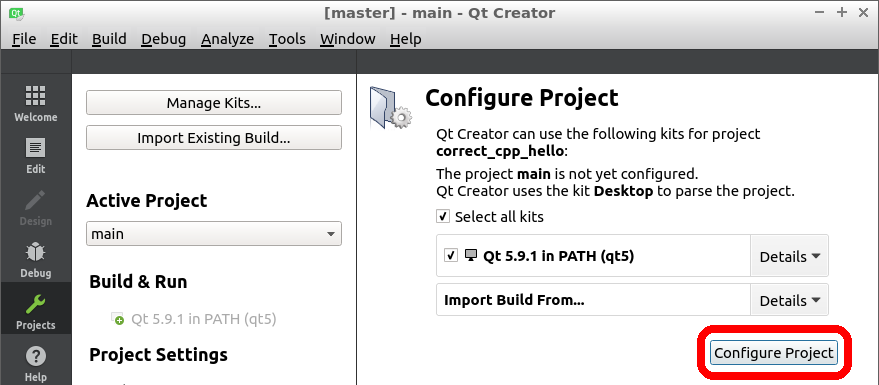 [master] - main - Qt Creator
File Edit Build Debug Analyze Tools Window Help
Welcome
Edit
Design
Debug
Projects
Help
Manage Kits...
Import Existing Build...
Active Project
main
Build & Run
Qt 5.9.1 in PATH (qt5)
Project Settings
Configure Project
Qt Creator can use the following kits for project
correct_cpp_hello:
The project main is not yet configured.
Qt Creator uses the kit Desktop to parse the project.
Select all kits
Qt 5.9.1 in PATH (qt5) Details
Import Build From... Details
Configure Project